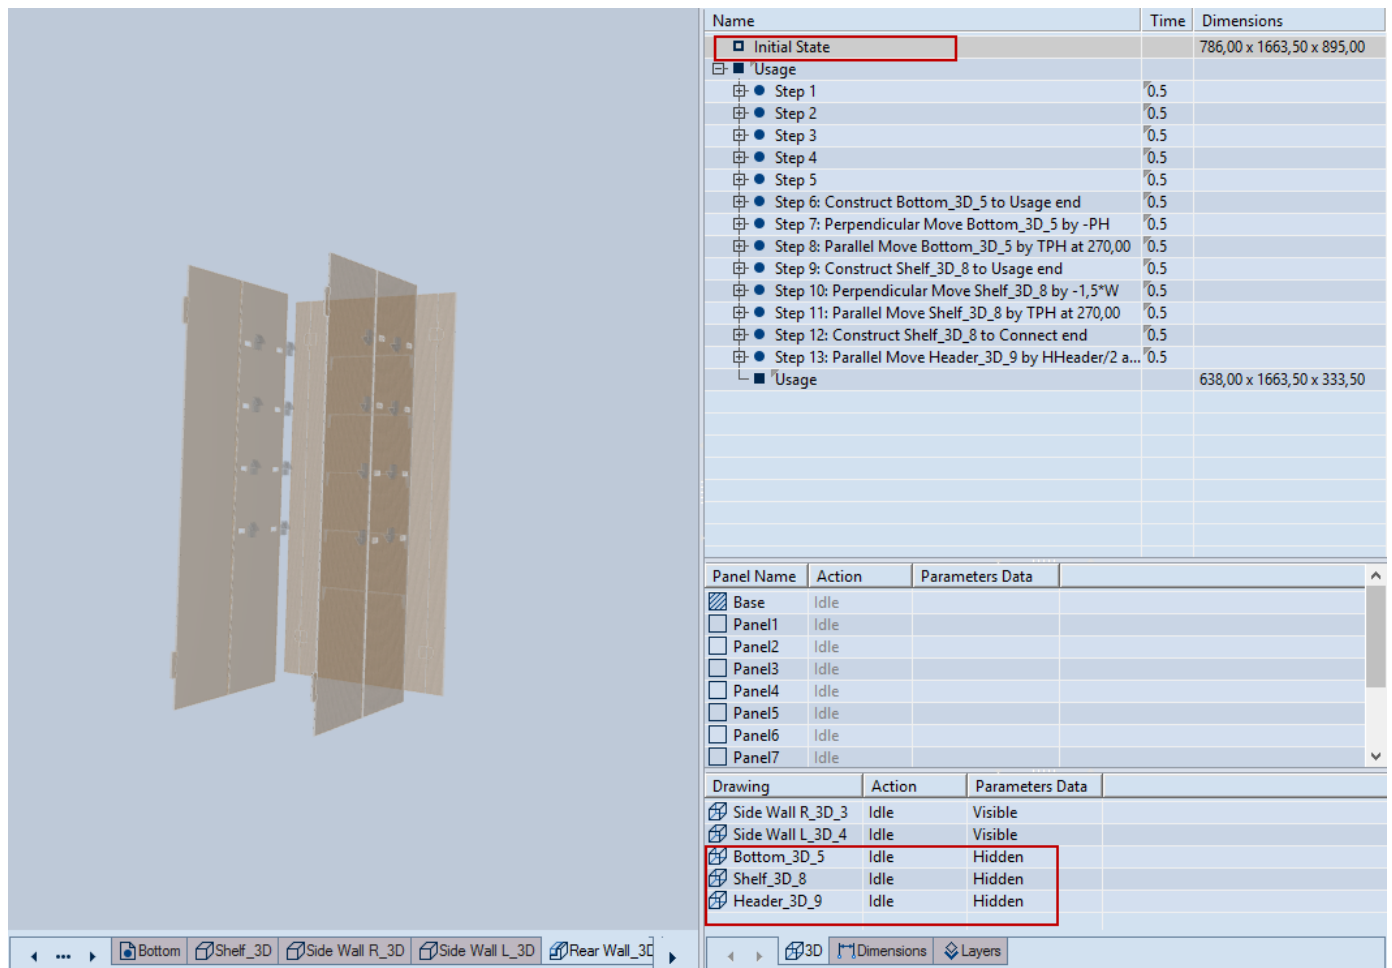 Name Time Dimensions
Initial State 786,00 x 1663,50 x 895,00
Usage
Step 1 0.5
Step 2 0.5
Step 3 0.5
Step 4 0.5
Step 5 0.5
Step 6: Construct Bottom_3D_5 to Usage end 0.5
Step 7: Perpendicular Move Bottom_3D_5 by -PH 0.5
Step 8: Parallel Move Bottom_3D_5 by TPH at 270,00 0.5
Step 9: Construct Shelf_3D_8 to Usage end 0.5
Step 10: Perpendicular Move Shelf_3D_8 by -1,5*W 0.5
Step 11: Parallel Move Shelf_3D_8 by TPH at 270,00 0.5
Step 12: Construct Shelf_3D_8 to Connect end 0.5
Step 13: Parallel Move Header_3D_9 by HHeader/2 a... 0.5
Usage 638,00 x 1663,50 x 333,50
Panel Name Action Parameters Data
Base Idle
Panel1 Idle
Panel2 Idle
Panel3 Idle
Panel4 Idle
Panel5 Idle
Panel6 Idle
Panel7 Idle
Drawing Action Parameters Data
Side Wall R_3D_3 Idle Visible
Side Wall L_3D_4 Idle Visible
Bottom_3D_5 Idle Hidden
Shelf_3D_8 Idle Hidden
Header_3D_9 Idle Hidden
... Bottom Shelf_3D Side Wall R_3D Side Wall L_3D Rear Wall_3D 3D Dimensions Layers